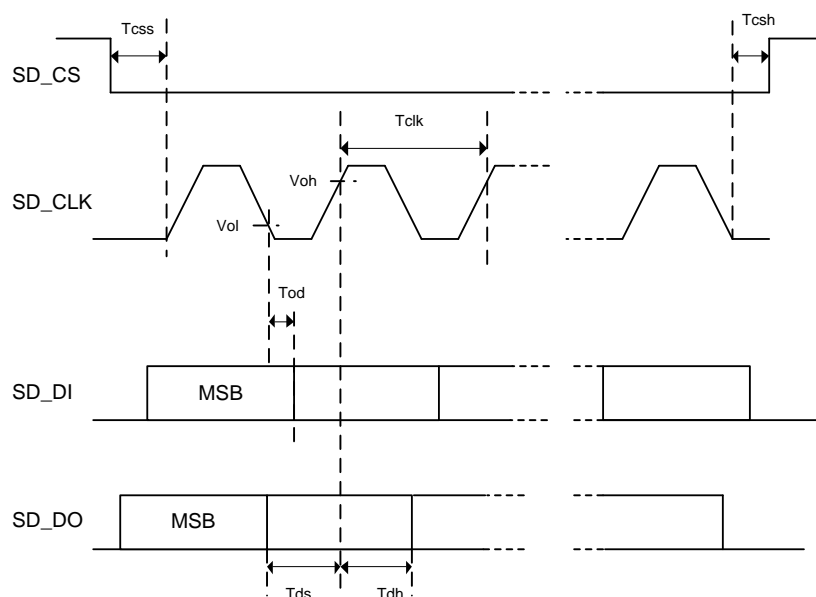 Tcss
Tcsh
SD_CS
Tclk
Voh
SD_CLK
Vol
Tod
SD_DI
MSB
SD_DO
MSB
Tds
Tdh